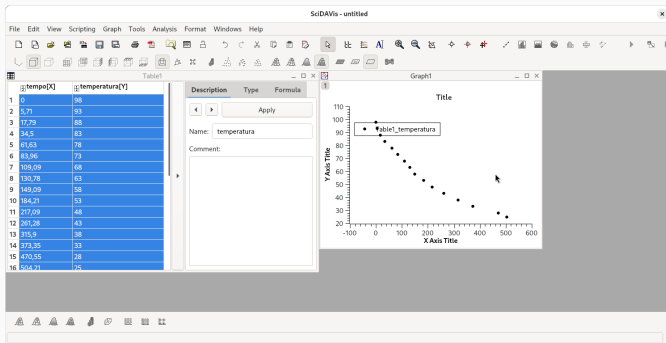 SciDAVis - untitled
File Edit View Scripting Graph Tools Analysis Format Windows Help
Table1
Graph1
tempo[X] temperatura[Y]
1 0 98
2 5,71 93
3 17,79 88
4 34,5 83
5 61,63 78
6 83,96 73
7 109,09 68
8 130,78 63
9 149,09 58
10 184,21 53
11 217,09 48
12 261,28 43
13 315,9 38
14 373,35 33
15 470,55 28
16 504,21 25
Description Type Formula
Apply
Name: temperatura
Comment:
1
Title
Table1_temperatura
Y Axis Title
110
100
90
80
70
60
50
40
30
20
-100 0 100 200 300 400 500 600
X Axis Title